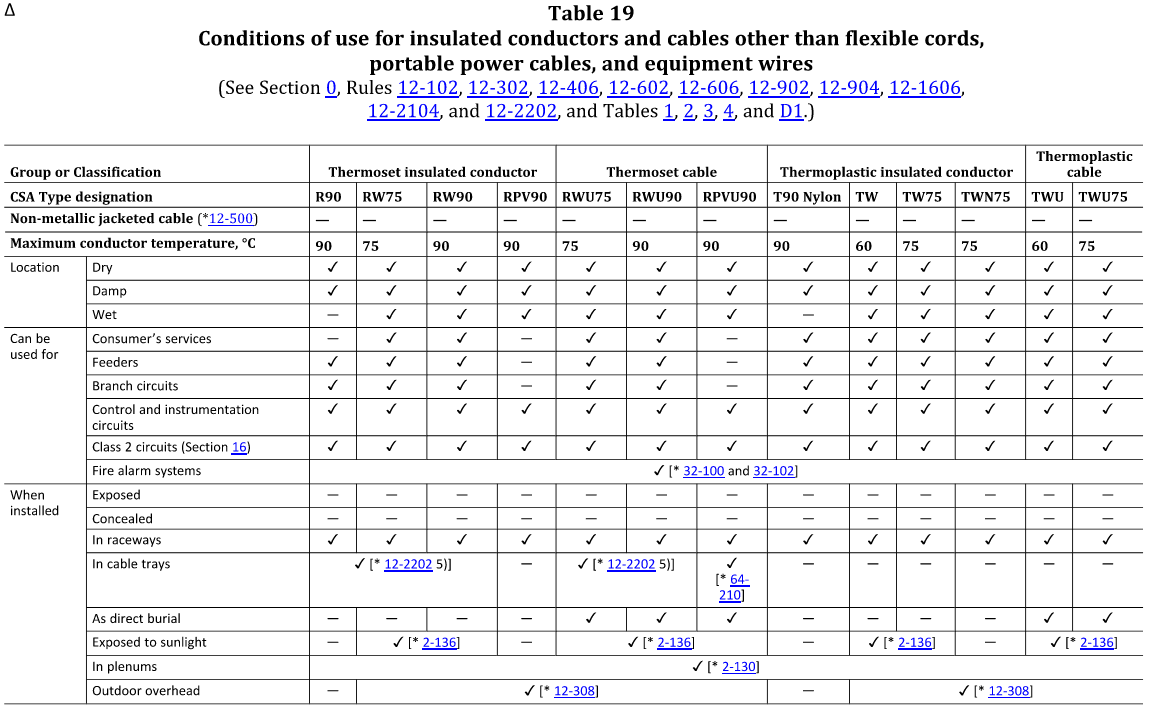 Δ
Table 19
Conditions of use for insulated conductors and cables other than flexible cords,
portable power cables, and equipment wires
(See Section 0, Rules 12-102, 12-302, 12-406, 12-602, 12-606, 12-902, 12-904, 12-1606,
12-2104, and 12-2202, and Tables 1, 2, 3, 4, and D1.)
Group or Classification Thermoset insulated conductor Thermoset cable Thermoplastic insulated conductor Thermoplastic cable
CSA Type designation R90 RW75 RW90 RPV90 RWU75 RWU90 RPVU90 T90 Nylon TW TW75 TWN75 TWU TWU75
Non-metallic jacketed cable (*12-500) — — — — — — — — — — — — —
Maximum conductor temperature, °C 90 75 90 90 75 90 90 90 60 75 75 60 75
Location Dry ✓ ✓ ✓ ✓ ✓ ✓ ✓ ✓ ✓ ✓ ✓ ✓ ✓
Damp ✓ ✓ ✓ ✓ ✓ ✓ ✓ ✓ ✓ ✓ ✓ ✓ ✓
Wet — ✓ ✓ ✓ ✓ ✓ ✓ — ✓ ✓ ✓ ✓ ✓
Can be used for Consumer's services — ✓ ✓ — ✓ ✓ — ✓ ✓ ✓ ✓ ✓ ✓
Feeders ✓ ✓ ✓ — ✓ ✓ — ✓ ✓ ✓ ✓ ✓ ✓
Branch circuits ✓ ✓ ✓ — ✓ ✓ — ✓ ✓ ✓ ✓ ✓ ✓
Control and instrumentation circuits ✓ ✓ ✓ ✓ ✓ ✓ ✓ ✓ ✓ ✓ ✓ ✓ ✓
Class 2 circuits (Section 16) ✓ ✓ ✓ ✓ ✓ ✓ ✓ ✓ ✓ ✓ ✓ ✓ ✓
Fire alarm systems ✓ [* 32-100 and 32-102]
When installed Exposed — — — — — — — — — — — — —
Concealed — — — — — — — — — — — — —
In raceways ✓ ✓ ✓ ✓ ✓ ✓ ✓ ✓ ✓ ✓ ✓ ✓ ✓
In cable trays ✓ [* 12-2202 5)] — ✓ [* 12-2202 5)] ✓ [* 64-210] — — — — — —
As direct burial — — — — ✓ ✓ ✓ — — — — ✓ ✓
Exposed to sunlight — ✓ [* 2-136] — ✓ [* 2-136] — ✓ [* 2-136] — ✓ [* 2-136]
In plenums ✓ [* 2-130]
Outdoor overhead — ✓ [* 12-308] — ✓ [* 12-308]